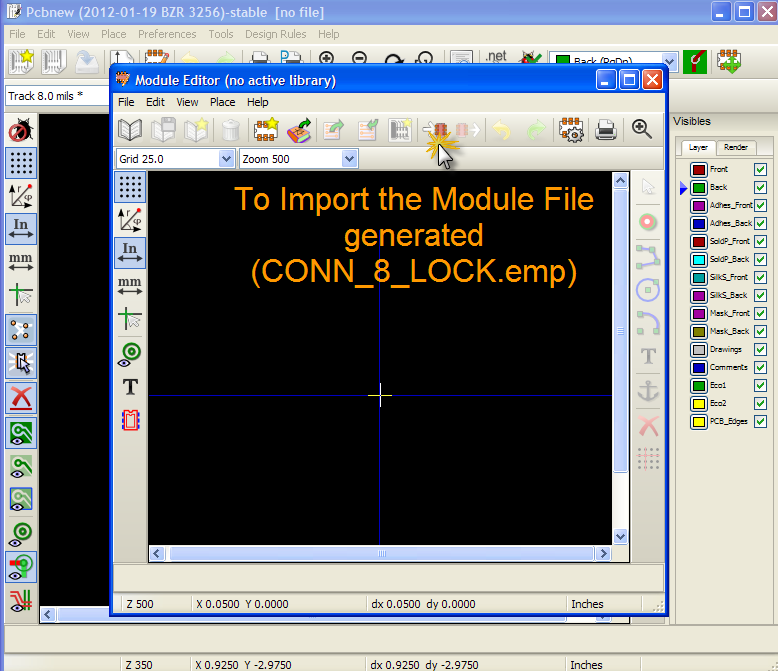 Pcbnew (2012-01-19 BZR 3256)-stable [no file]
File Edit View Place Preferences Tools Design Rules Help
.net
Back (PgDn)
Track 8.0 mils *
Module Editor (no active library)
File Edit View Place Help
Grid 25.0 Zoom 500
To Import the Module File
generated
(CONN_8_LOCK.emp)
In
mm
In
mm
T
T
Visibles
Layer Render
Front
Back
Adhes_Front
Adhes_Back
SoldP_Front
SoldP_Back
SilkS_Front
SilkS_Back
Mask_Front
Mask_Back
Drawings
Comments
Eco1
Eco2
PCB_Edges
Z 500 X 0.0500 Y 0.0000 dx 0.0500 dy 0.0000 Inches
Z 350 X 0.9250 Y -2.9750 dx 0.9250 dy -2.9750 Inches